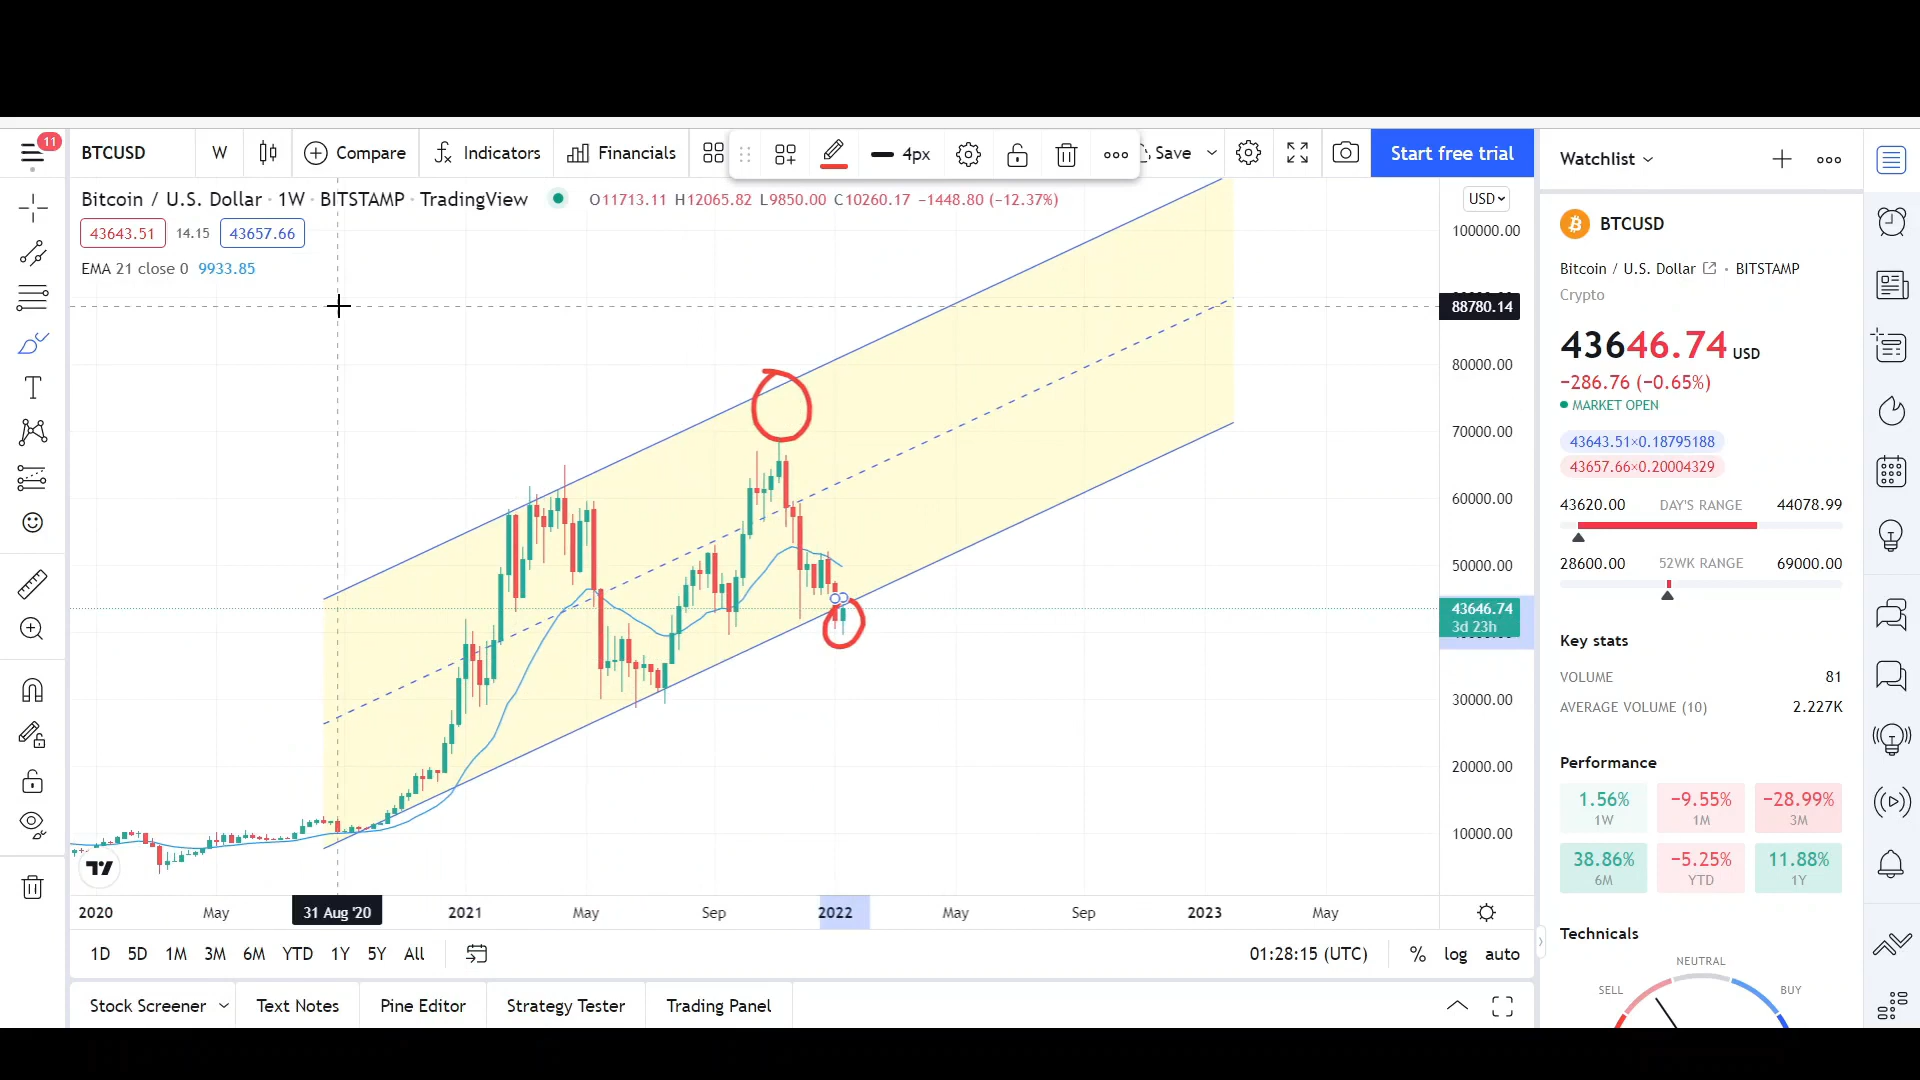 11
BTCUSD W Compare Indicators Financials 4px Save Start free trial
Bitcoin / U.S. Dollar · 1W · BITSTAMP · TradingView O11713.11 H12065.82 L9850.00 C10260.17 −1448.80 (−12.37%)
43643.51 14.15 43657.66
EMA 21 close 0 9933.85
USD
100000.00
88780.14
80000.00
70000.00
60000.00
50000.00
43646.74
3d 23h
30000.00
20000.00
10000.00
2020 May 31 Aug '20 2021 May Sep 2022 May Sep 2023 May
1D 5D 1M 3M 6M YTD 1Y 5Y All 01:28:15 (UTC) % log auto
Stock Screener Text Notes Pine Editor Strategy Tester Trading Panel
Watchlist
BTCUSD
Bitcoin / U.S. Dollar · BITSTAMP
Crypto
43646.74 USD
−286.76 (−0.65%)
MARKET OPEN
43643.51×0.18795188
43657.66×0.20004329
43620.00 DAY'S RANGE 44078.99
28600.00 52WK RANGE 69000.00
Key stats
VOLUME 81
AVERAGE VOLUME (10) 2.227K
Performance
1.56% −9.55% −28.99%
1W 1M 3M
38.86% −5.25% 11.88%
6M YTD 1Y
Technicals
NEUTRAL
SELL BUY